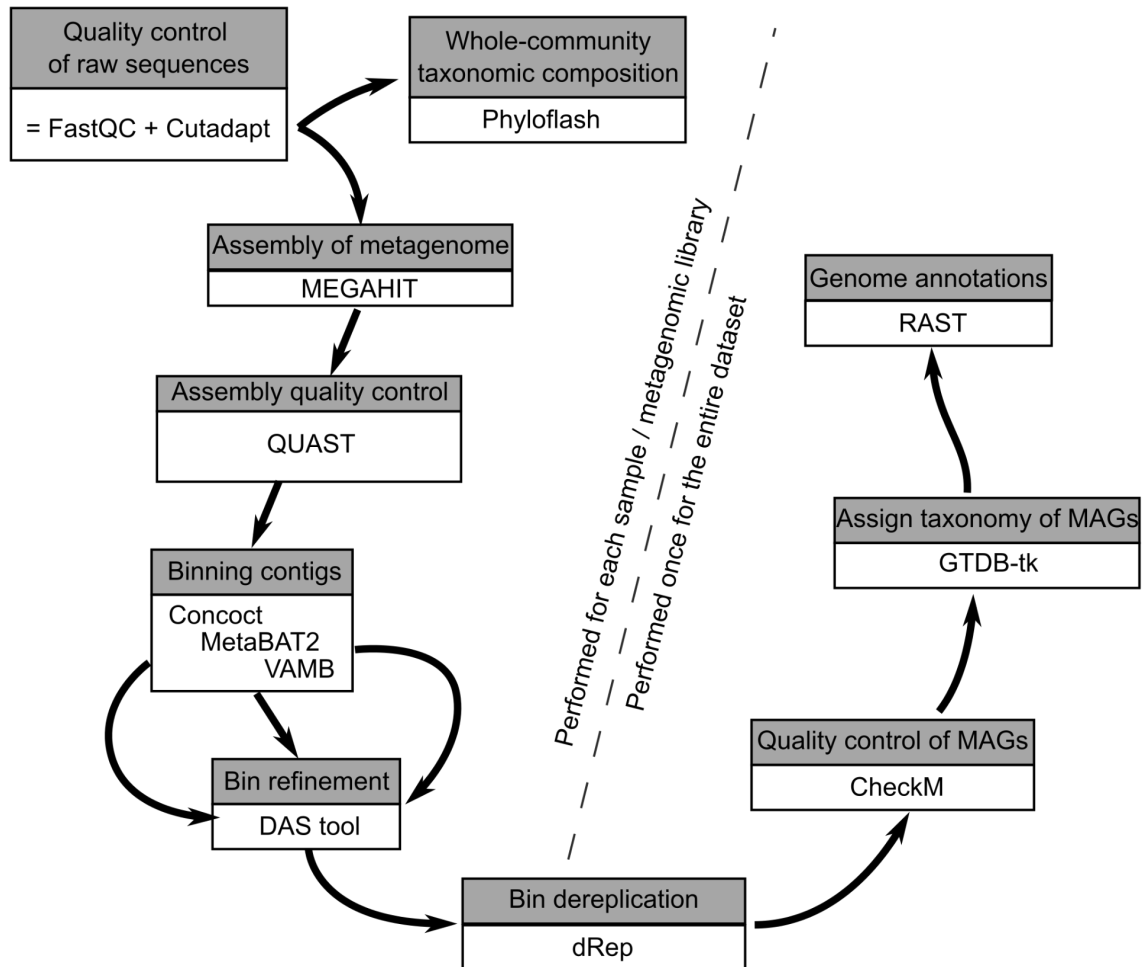 Quality control
of raw sequences
= FastQC + Cutadapt
Whole-community
taxonomic composition
Phyloflash
Assembly of metagenome
MEGAHIT
Assembly quality control
QUAST
Binning contigs
Concoct
MetaBAT2
VAMB
Bin refinement
DAS tool
Performed for each sample / metagenomic library
Performed once for the entire dataset
Bin dereplication
dRep
Quality control of MAGs
CheckM
Assign taxonomy of MAGs
GTDB-tk
Genome annotations
RAST